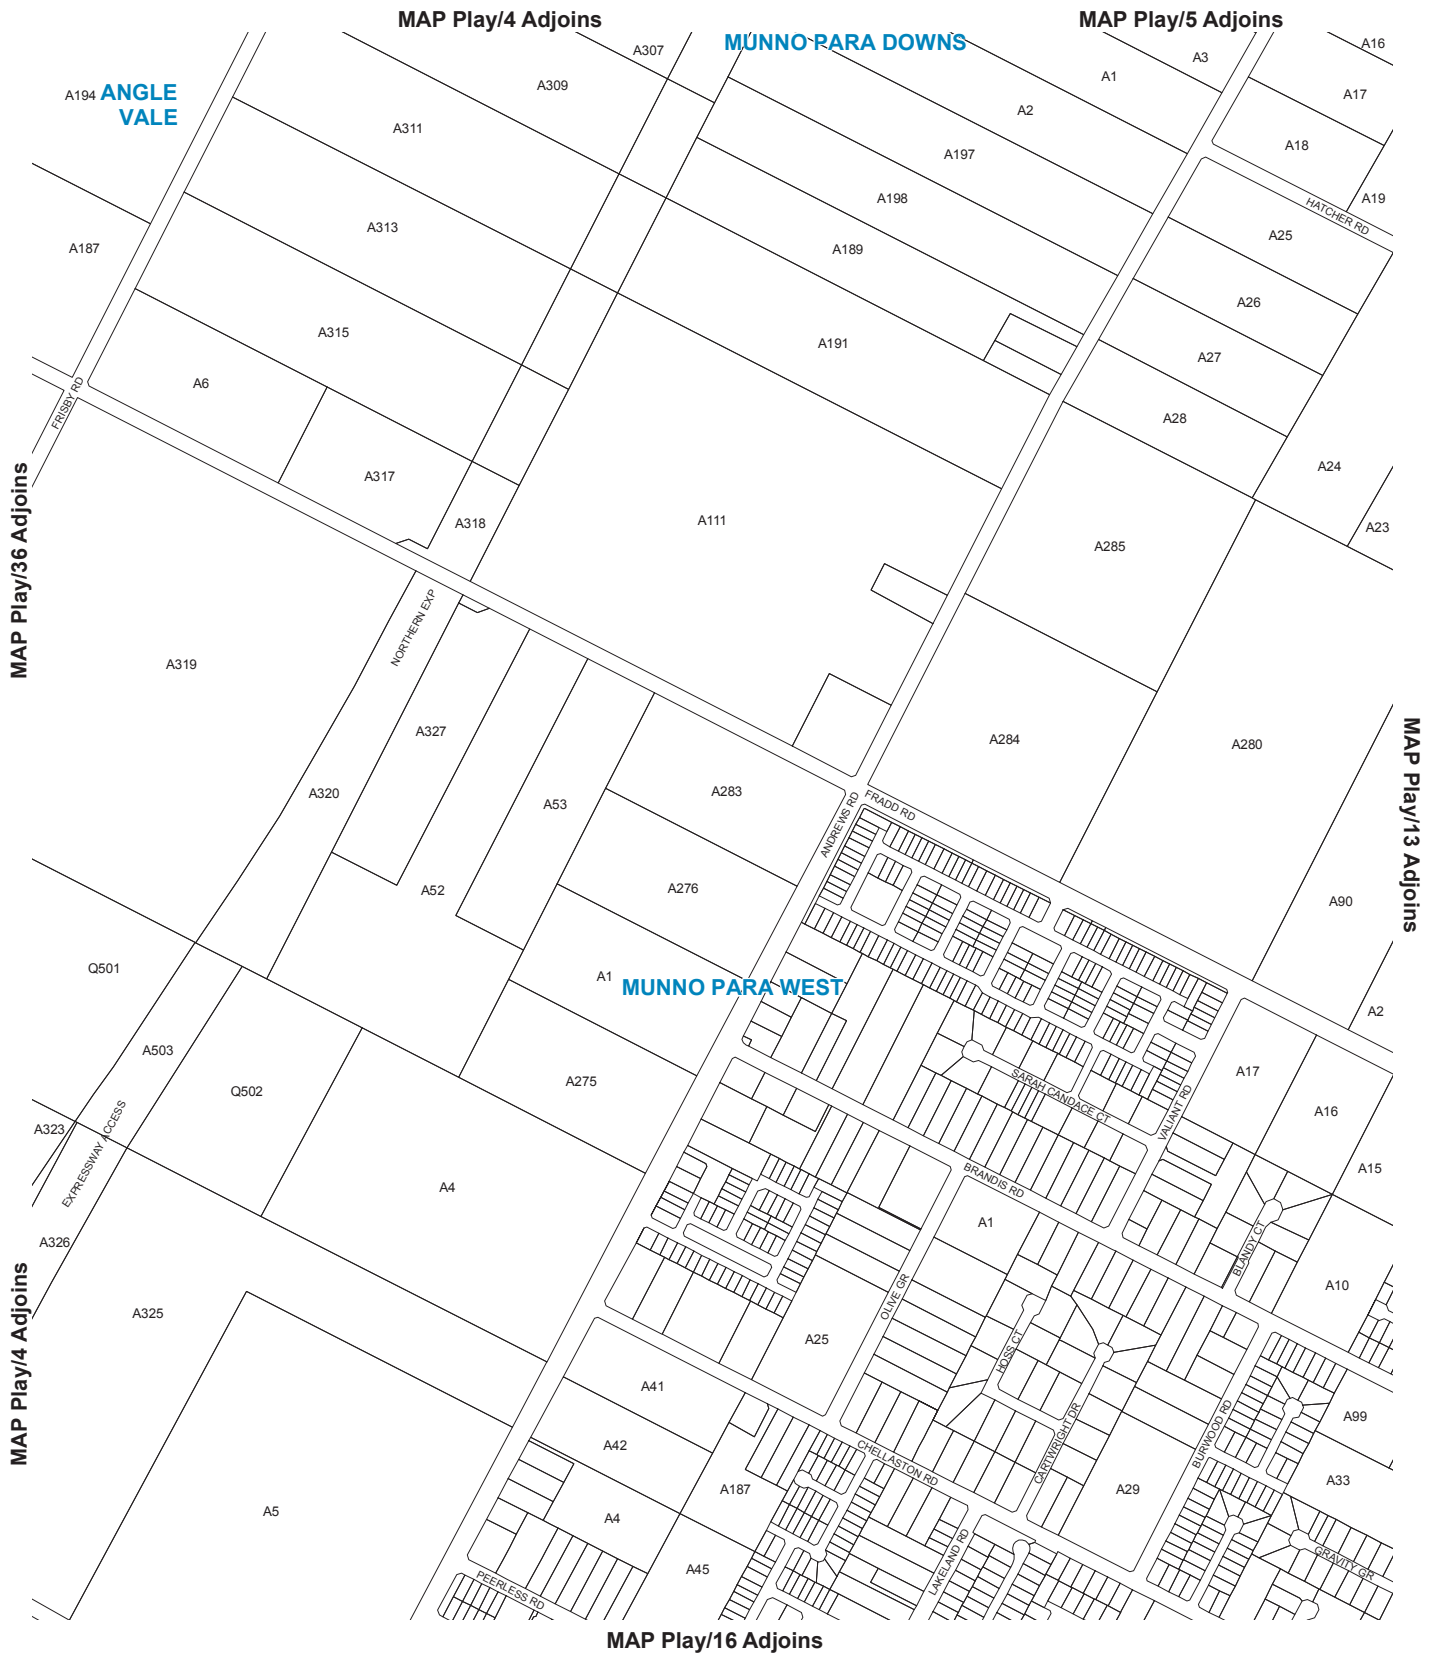 MAP Play/4 Adjoins
MAP Play/5 Adjoins
MUNNO PARA DOWNS
A307
A309
A3
A16
A1
A17
A194
ANGLE
VALE
A2
A311
A18
A197
A198
A19
HATCHER RD
A313
A25
A187
A189
A26
A315
A191
A27
A6
FRISBY RD
A28
A24
A317
A318
A111
A23
A285
MAP Play/36 Adjoins
NORTHERN EXP
A319
A327
A284
A280
MAP Play/13 Adjoins
A320
A53
A283
FRADD RD
ANDREWS RD
A52
A276
A90
Q501
A1
MUNNO PARA WEST
A2
A503
A275
A17
Q502
SARAH CANDACE CT
VALIANT RD
A16
A323
EXPRESSWAY ACCESS
A4
BRANDIS RD
A15
A1
A326
BLANDY CT
A10
OLIVE GR
A325
A25
HOSS CT
MAP Play/4 Adjoins
A41
A99
CARTWRIGHT DR
BURWOOD RD
A42
CHELLASTON RD
A33
A187
A29
A5
A4
A45
LAKELAND RD
GRAVITY GR
PEERLESS RD
MAP Play/16 Adjoins